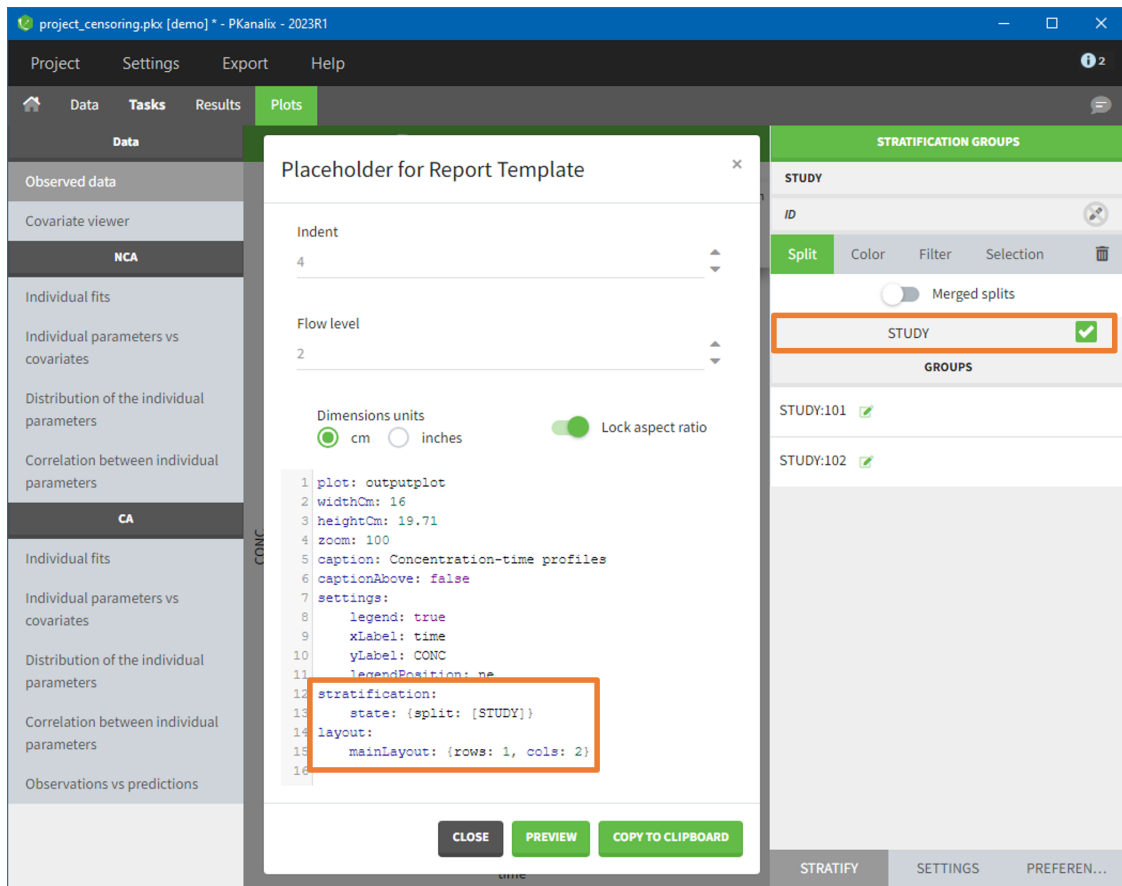 project_censoring.pkx [demo] * - PKanalix - 2023R1
Project Settings Export Help
2
Data Tasks Results Plots
Data
Observed data
Covariate viewer
NCA
Individual fits
Individual parameters vs
covariates
Distribution of the individual
parameters
Correlation between individual
parameters
CA
Individual fits
Individual parameters vs
covariates
Distribution of the individual
parameters
Correlation between individual
parameters
Observations vs predictions
CONC
Placeholder for Report Template
Indent
4
Flow level
2
Dimensions units
cm inches
Lock aspect ratio
1 plot: outputplot
2 widthCm: 16
3 heightCm: 19.71
4 zoom: 100
5 caption: Concentration-time profiles
6 captionAbove: false
7 settings:
8 legend: true
9 xLabel: time
10 yLabel: CONC
11 legendPosition: ne
12 stratification:
13 state: {split: [STUDY]}
14 layout:
15 mainLayout: {rows: 1, cols: 2}
16
CLOSE PREVIEW COPY TO CLIPBOARD
time
STRATIFICATION GROUPS
STUDY
ID
Split Color Filter Selection
Merged splits
STUDY
GROUPS
STUDY:101
STUDY:102
STRATIFY SETTINGS PREFEREN...